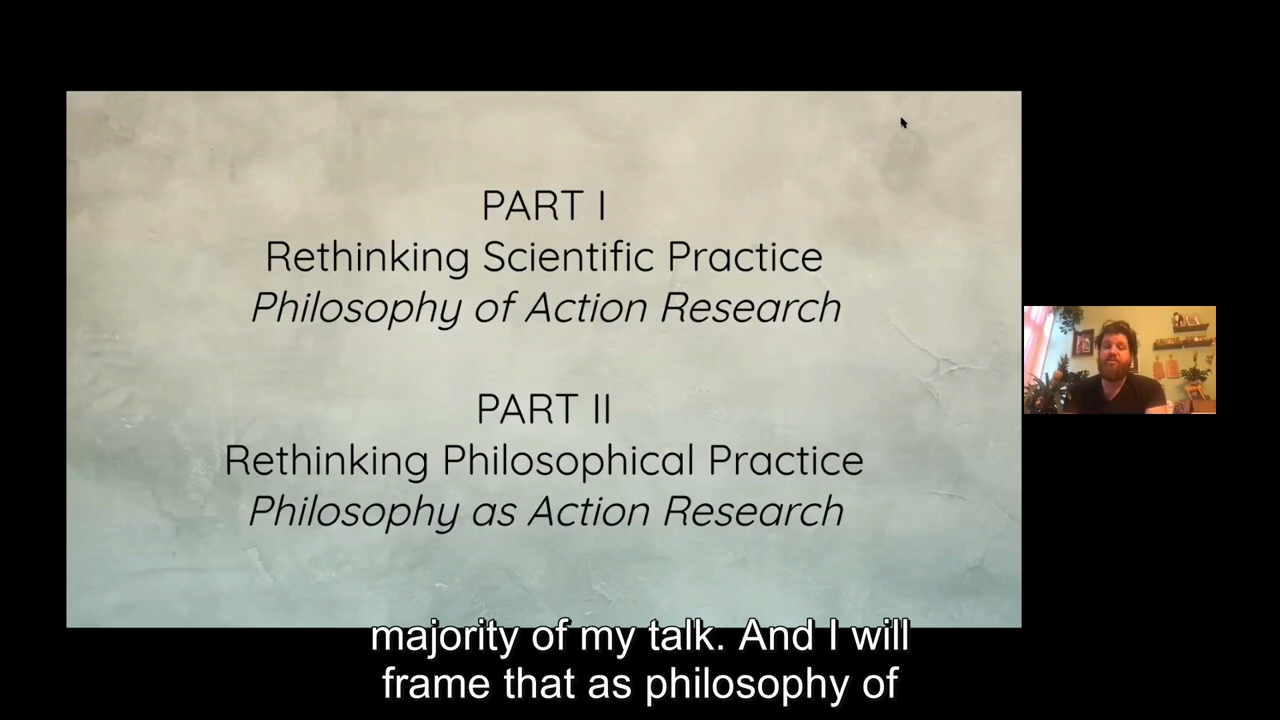 PART I
Rethinking Scientific Practice
Philosophy of Action Research
PART II
Rethinking Philosophical Practice
Philosophy as Action Research
majority of my talk. And I will
frame that as philosophy of